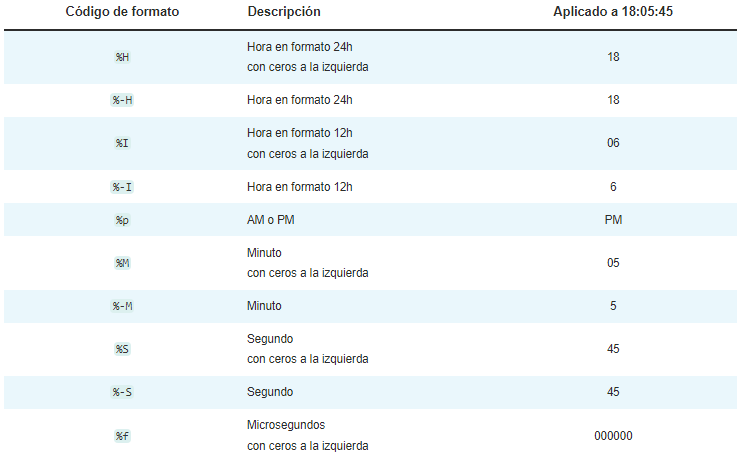 Código de formato Descripción Aplicado a 18:05:45
%H Hora en formato 24h 18
con ceros a la izquierda
%-H Hora en formato 24h 18
%I Hora en formato 12h 06
con ceros a la izquierda
%-I Hora en formato 12h 6
%p AM o PM PM
%M Minuto 05
con ceros a la izquierda
%-M Minuto 5
%S Segundo 45
con ceros a la izquierda
%-S Segundo 45
%f Microsegundos 000000
con ceros a la izquierda